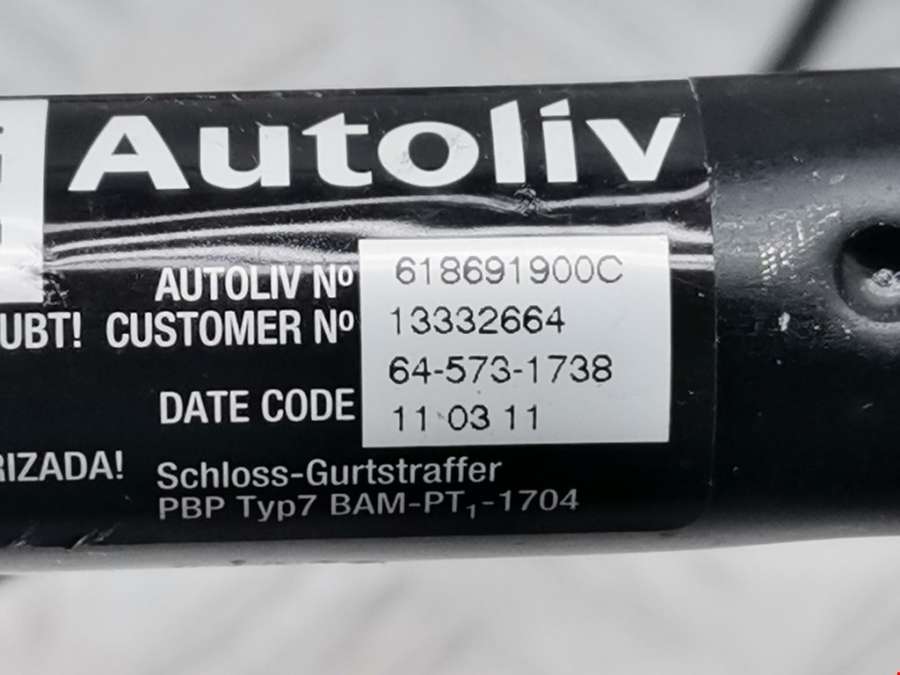 Autoliv
AUTOLIV Nº 618691900C
UBT! CUSTOMER Nº 13332664
64-573-1738
DATE CODE 11 03 11
RIZADA! Schloss-Gurtstraffer
PBP Typ7 BAM-PT₁-1704